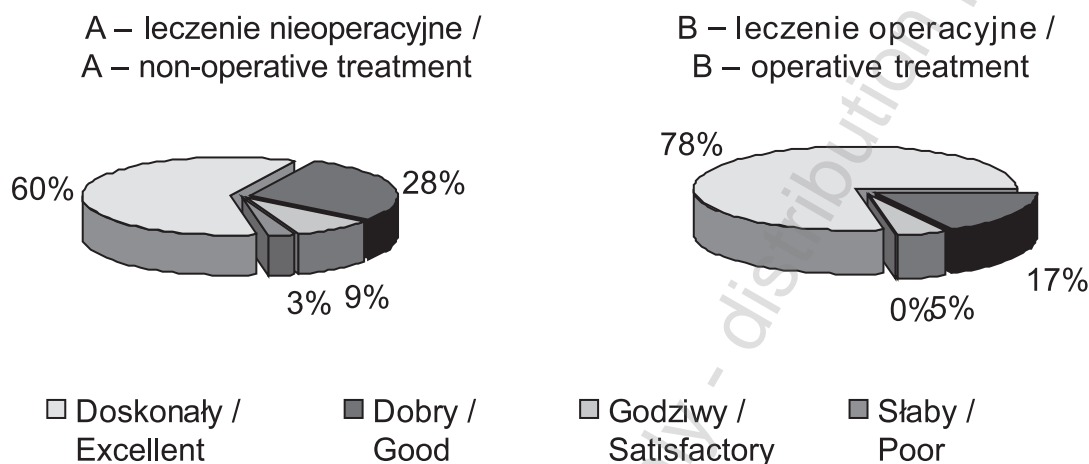 A – leczenie nieoperacyjne /
A – non-operative treatment
B – leczenie operacyjne /
B – operative treatment
60%
28%
3%
9%
78%
17%
0%
5%
Doskonały /
Excellent
Dobry /
Good
Godziwy /
Satisfactory
Słaby /
Poor
- distribution